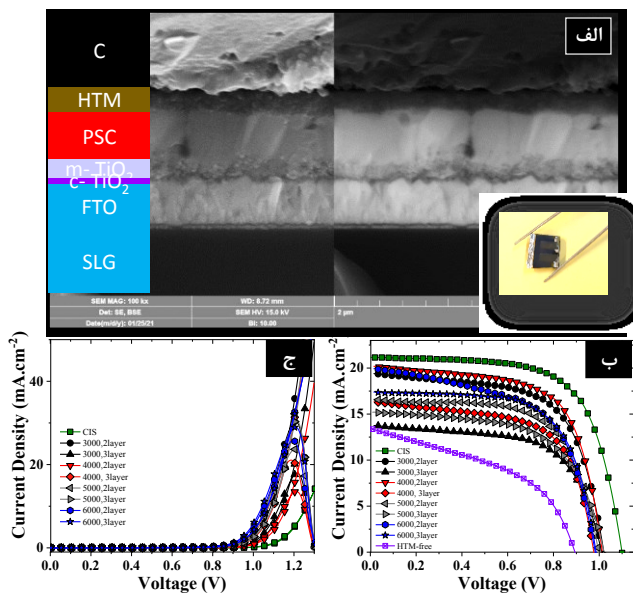 الف
C
HTM
PSC
m- TiO2
c- TiO2
FTO
SLG
SEM MAG: 100 kx
WD: 8.72 mm
Det: SE, BSE
SEM HV: 15.0 kV
2 µm
Date(m/d/y): 01/25/21
BI: 10.00
ج
Current Density (mA.cm-2)
40
20
0
0.0 0.2 0.4 0.6 0.8 1.0 1.2
Voltage (V)
CIS
3000,2layer
3000,3layer
4000,2layer
4000, 3layer
5000,2layer
5000,3layer
6000,2layer
6000,3layer
ب
Current Density (mA.cm-2)
20
15
10
5
0
0.0 0.2 0.4 0.6 0.8 1.0
Voltage (V)
CIS
3000,2layer
3000,3layer
4000,2layer
4000, 3layer
5000,2layer
5000,3layer
6000,2layer
6000,3layer
HTM-free